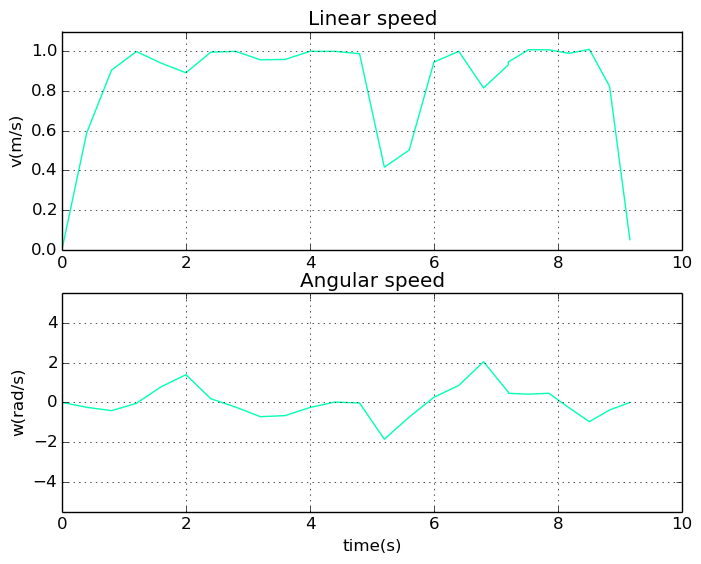 Linear speed
1.0
0.8
0.6
0.4
0.2
0.0
v(m/s)
0 2 4 6 8 10
Angular speed
4
2
0
−2
−4
w(rad/s)
0 2 4 6 8 10
time(s)